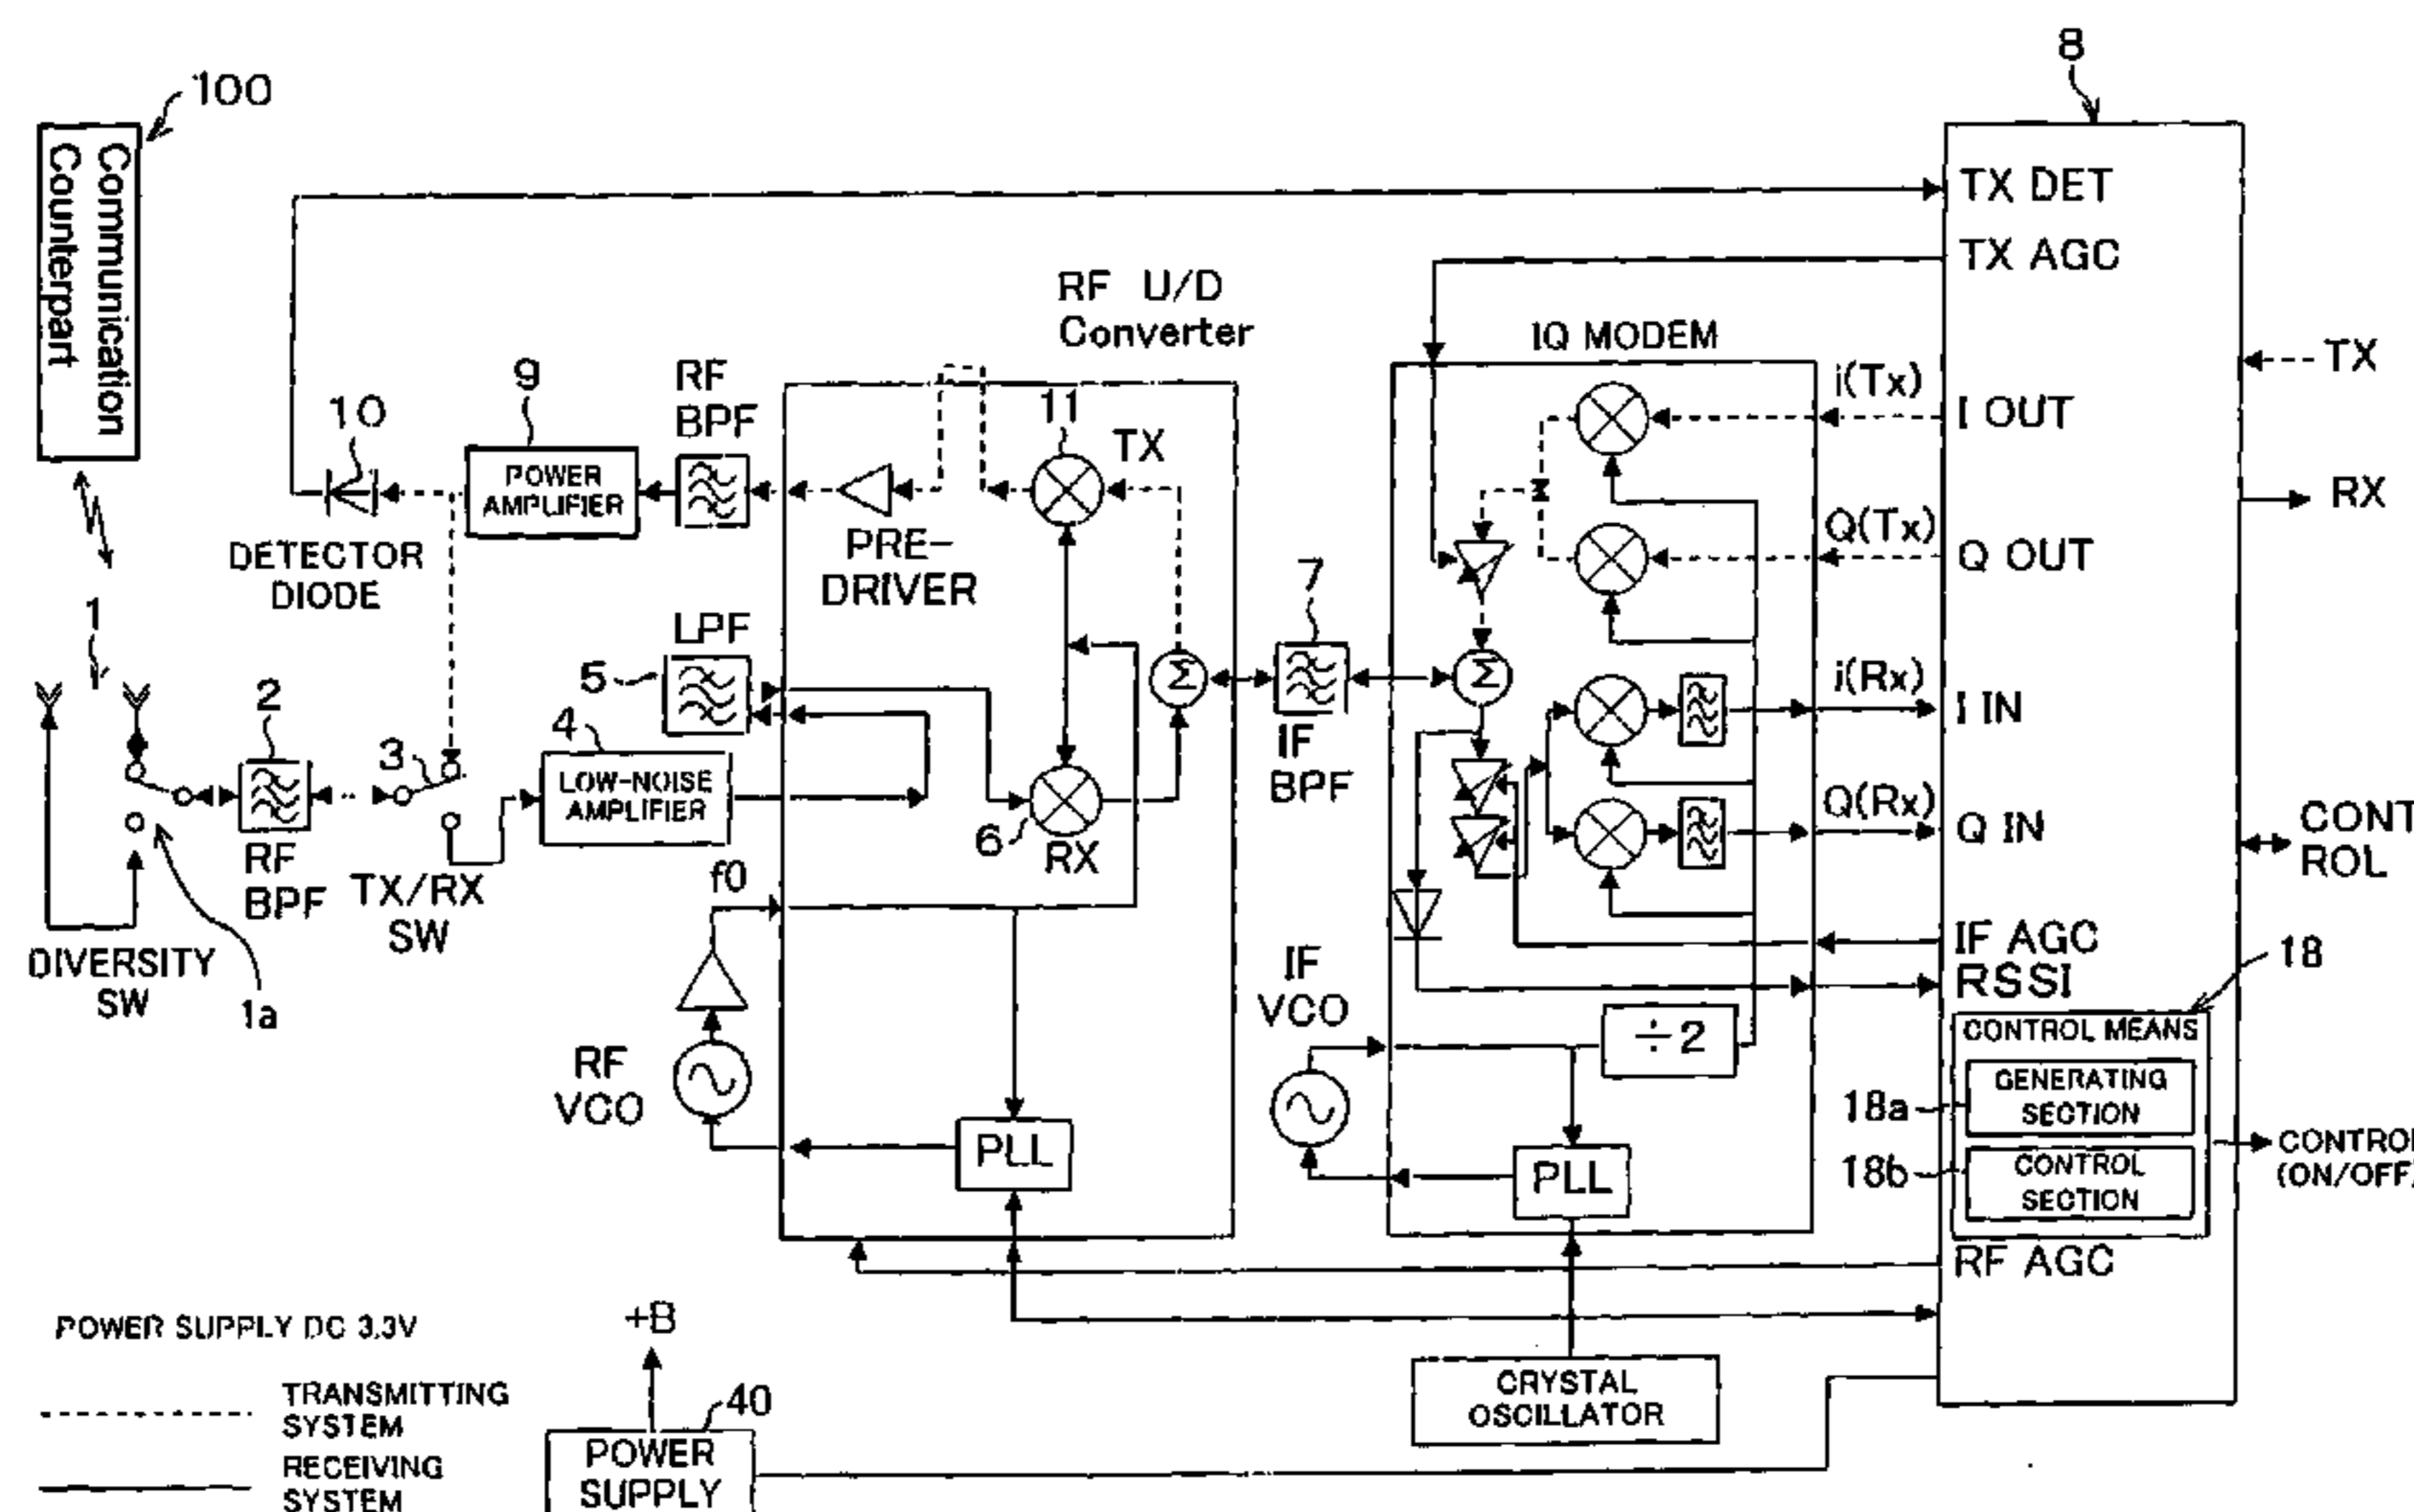 100
8
Communication
Counterpart
TX DET
TX AGC
RF U/D
Converter
IQ MODEM
TX
i(Tx)
I OUT
9
RF
BPF
11
10
TX
POWER
AMPLIFIER
RX
Q(Tx)
Q OUT
DETECTOR
DIODE
PRE-
DRIVER
7
1
LPF
5
i(Rx)
I IN
2
3
4
LOW-NOISE
AMPLIFIER
IF
BPF
6
RX
Q(Rx)
Q IN
CONT
ROL
RF
BPF
TX/RX
SW
f0
DIVERSITY
SW
1a
IF AGC
RSSI
18
IF
VCO
÷2
CONTROL MEANS
GENERATING
SECTION
18a
RF
VCO
PLL
PLL
18b
CONTROL
SECTION
(ON/OFF
RF AGC
POWER SUPPLY DC 3.3V
+B
TRANSMITTING
SYSTEM
40
CRYSTAL
OSCILLATOR
RECEIVING
SYSTEM
POWER
SUPPLY